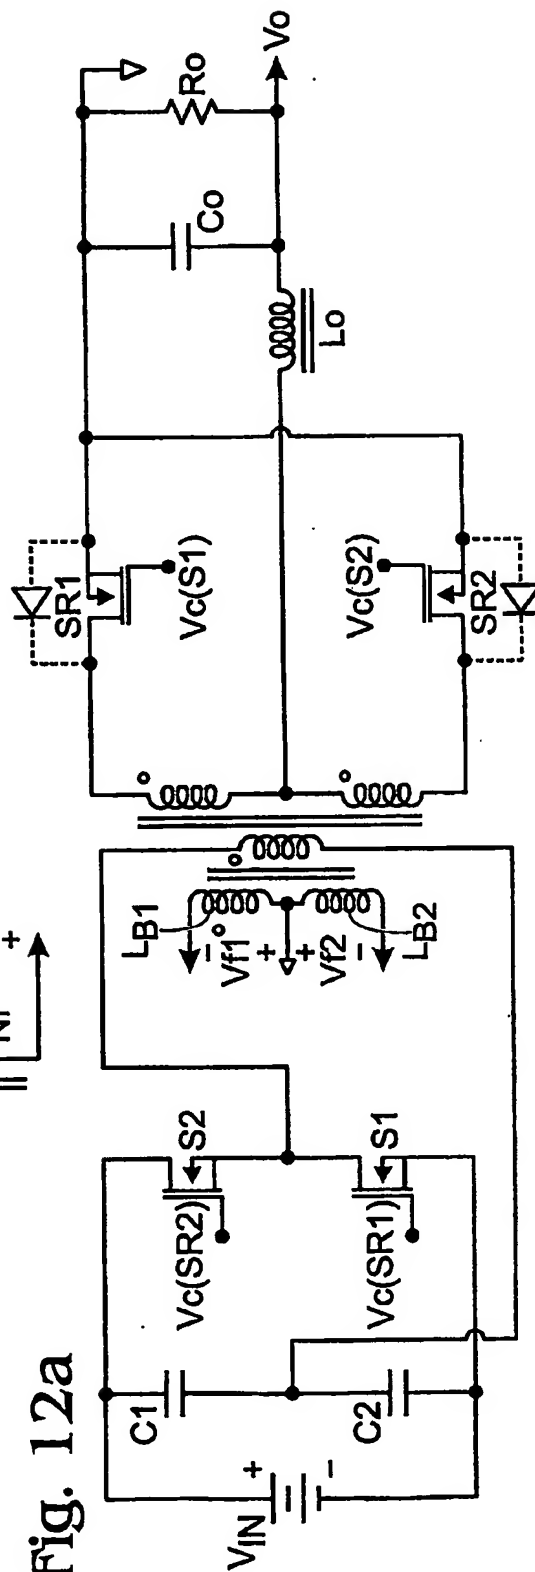 Fig. 12a
VIN
+
−
C1
C2
Vc(SR2)
S2
Vc(SR1)
S1
+
LB1
− Vf1 +
+ Vf2 −
LB2
SR1
Vc(S1)
Vc(S2)
SR2
Lo
Co
Ro
Vo